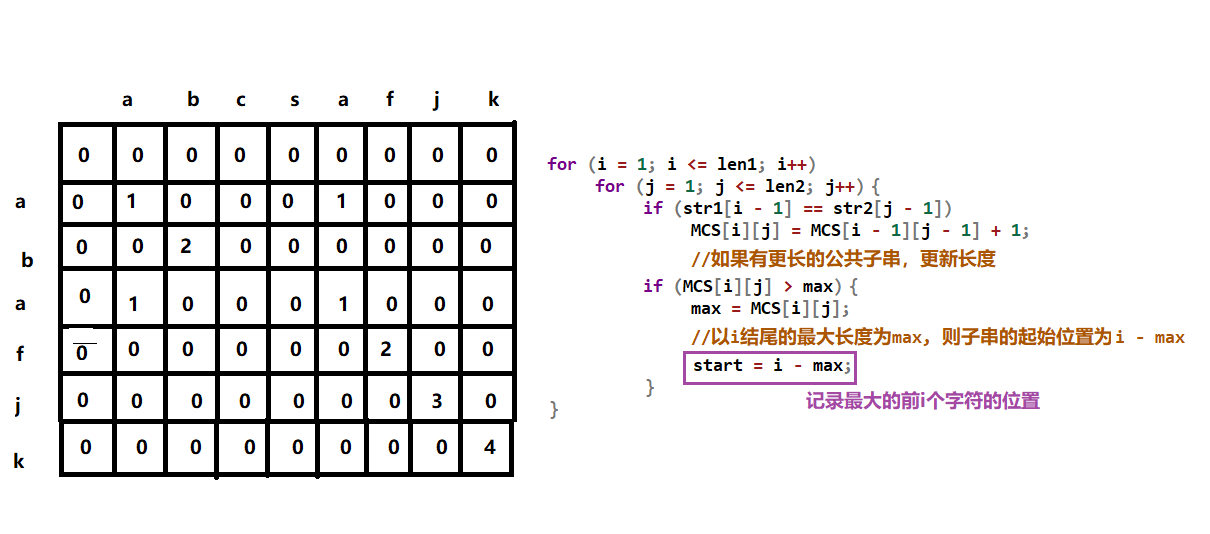 a b c s a f j k
0 0 0 0 0 0 0 0 0
a 0 1 0 0 0 1 0 0 0
b 0 0 2 0 0 0 0 0 0
a 0 1 0 0 0 1 0 0 0
f 0 0 0 0 0 0 2 0 0
j 0 0 0 0 0 0 0 3 0
k 0 0 0 0 0 0 0 0 4
for (i = 1; i <= len1; i++)
for (j = 1; j <= len2; j++) {
if (str1[i - 1] == str2[j - 1])
MCS[i][j] = MCS[i - 1][j - 1] + 1;
//如果有更长的公共子串，更新长度
if (MCS[i][j] > max) {
max = MCS[i][j];
//以i结尾的最大长度为max，则子串的起始位置为 i - max
start = i - max;
}
记录最大的前i个字符的位置
}